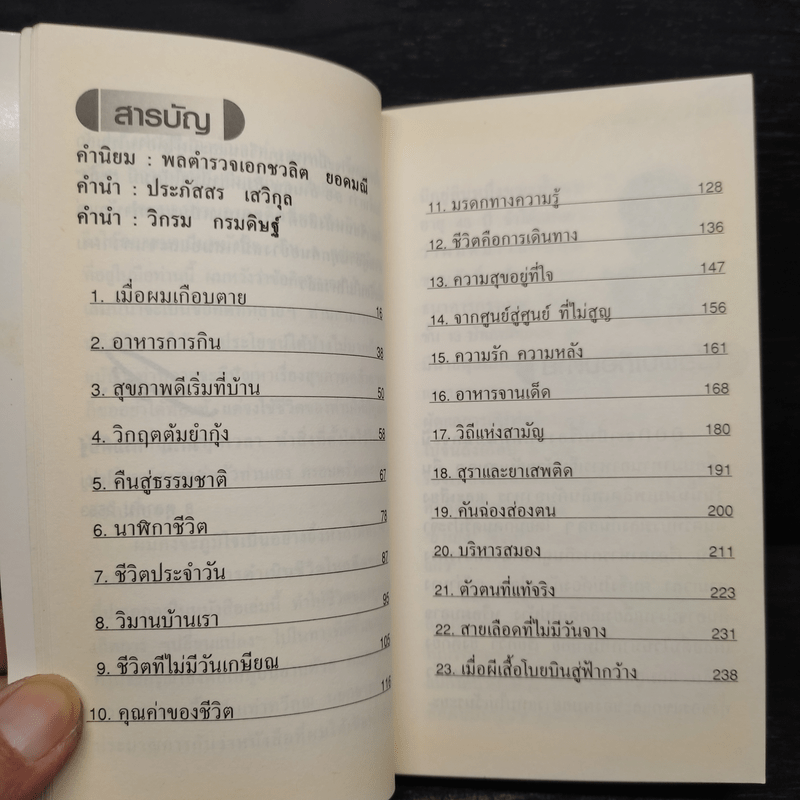 สารบัญ
คำนิยม : พลตำรวจเอกชวลิต ยอดมณี
คำนำ : ประภัสสร เสวิกุล
คำนำ : วิกรม กรมดิษฐ์
1. เมื่อผมเกือบตาย 16
2. อาหารการกิน 38
3. สุขภาพดีเริ่มที่บ้าน 50
4. วิกฤตต้มยำกุ้ง 58
5. คืนสู่ธรรมชาติ 67
6. นาฬิกาชีวิต 78
7. ชีวิตประจำวัน 87
8. วิมานบ้านเรา 95
9. ชีวิตที่ไม่มีวันเกษียณ 105
10. คุณค่าของชีวิต 116
11. มรดกทางความรู้ 128
12. ชีวิตคือการเดินทาง 136
13. ความสุขอยู่ที่ใจ 147
14. จากศูนย์สู่ศูนย์ ที่ไม่สูญ 156
15. ความรัก ความหลัง 161
16. อาหารจานเด็ด 168
17. วิถีแห่งสามัญ 180
18. สุราและยาเสพติด 191
19. คันฉ่องส่องตน 200
20. บริหารสมอง 211
21. ตัวตนที่แท้จริง 223
22. สายเลือดที่ไม่มีวันจาง 231
23. เมื่อผีเสื้อโบยบินสู่ฟ้ากว้าง 238